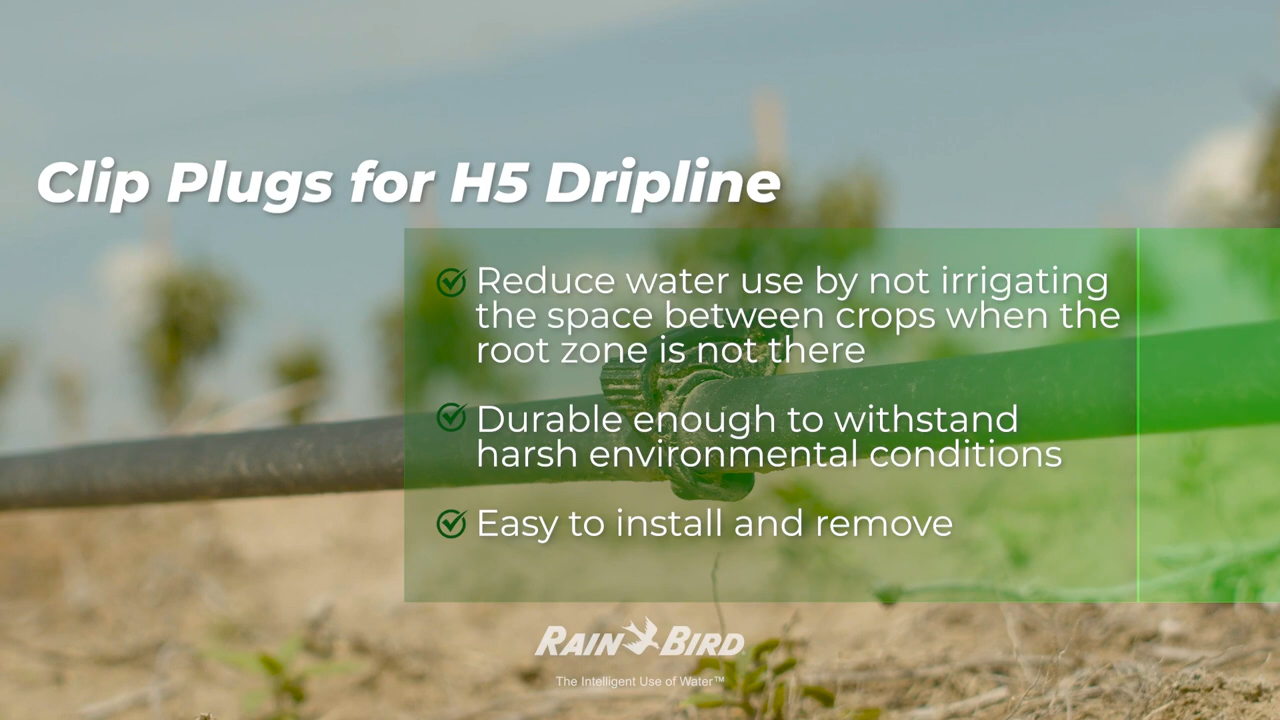 Clip Plugs for H5 Dripline
Reduce water use by not irrigating
the space between crops when the
root zone is not there
Durable enough to withstand
harsh environmental conditions
Easy to install and remove
RAIN BIRD
The Intelligent Use of Water™